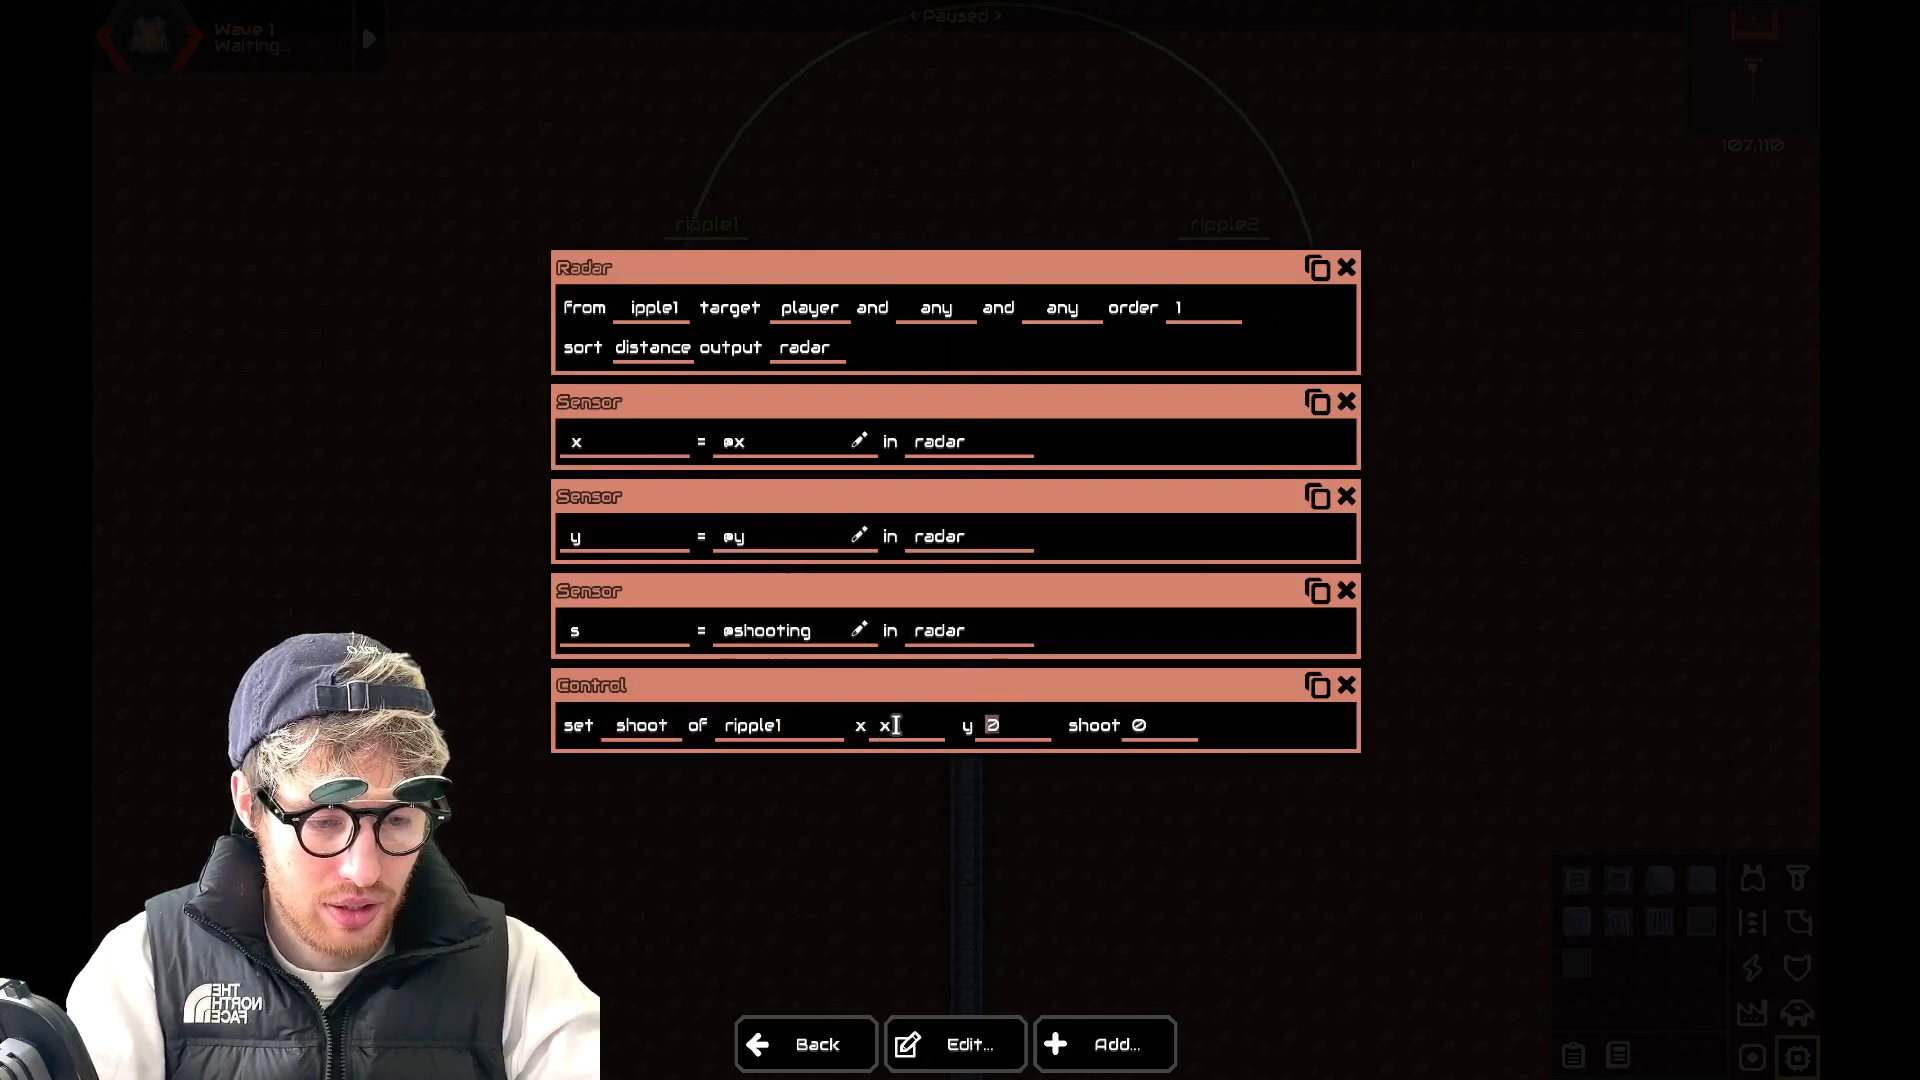 < Paused >
Wave 1
Waiting...
107,110
ripple1 ripple2
Radar
from ipple1 target player and any and any order 1
sort distance output radar
Sensor
x = @x in radar
Sensor
y = @y in radar
Sensor
s = @shooting in radar
Control
set shoot of ripple1 x x y 0 shoot 0
THE
NORTH
FACE
Back Edit... Add...